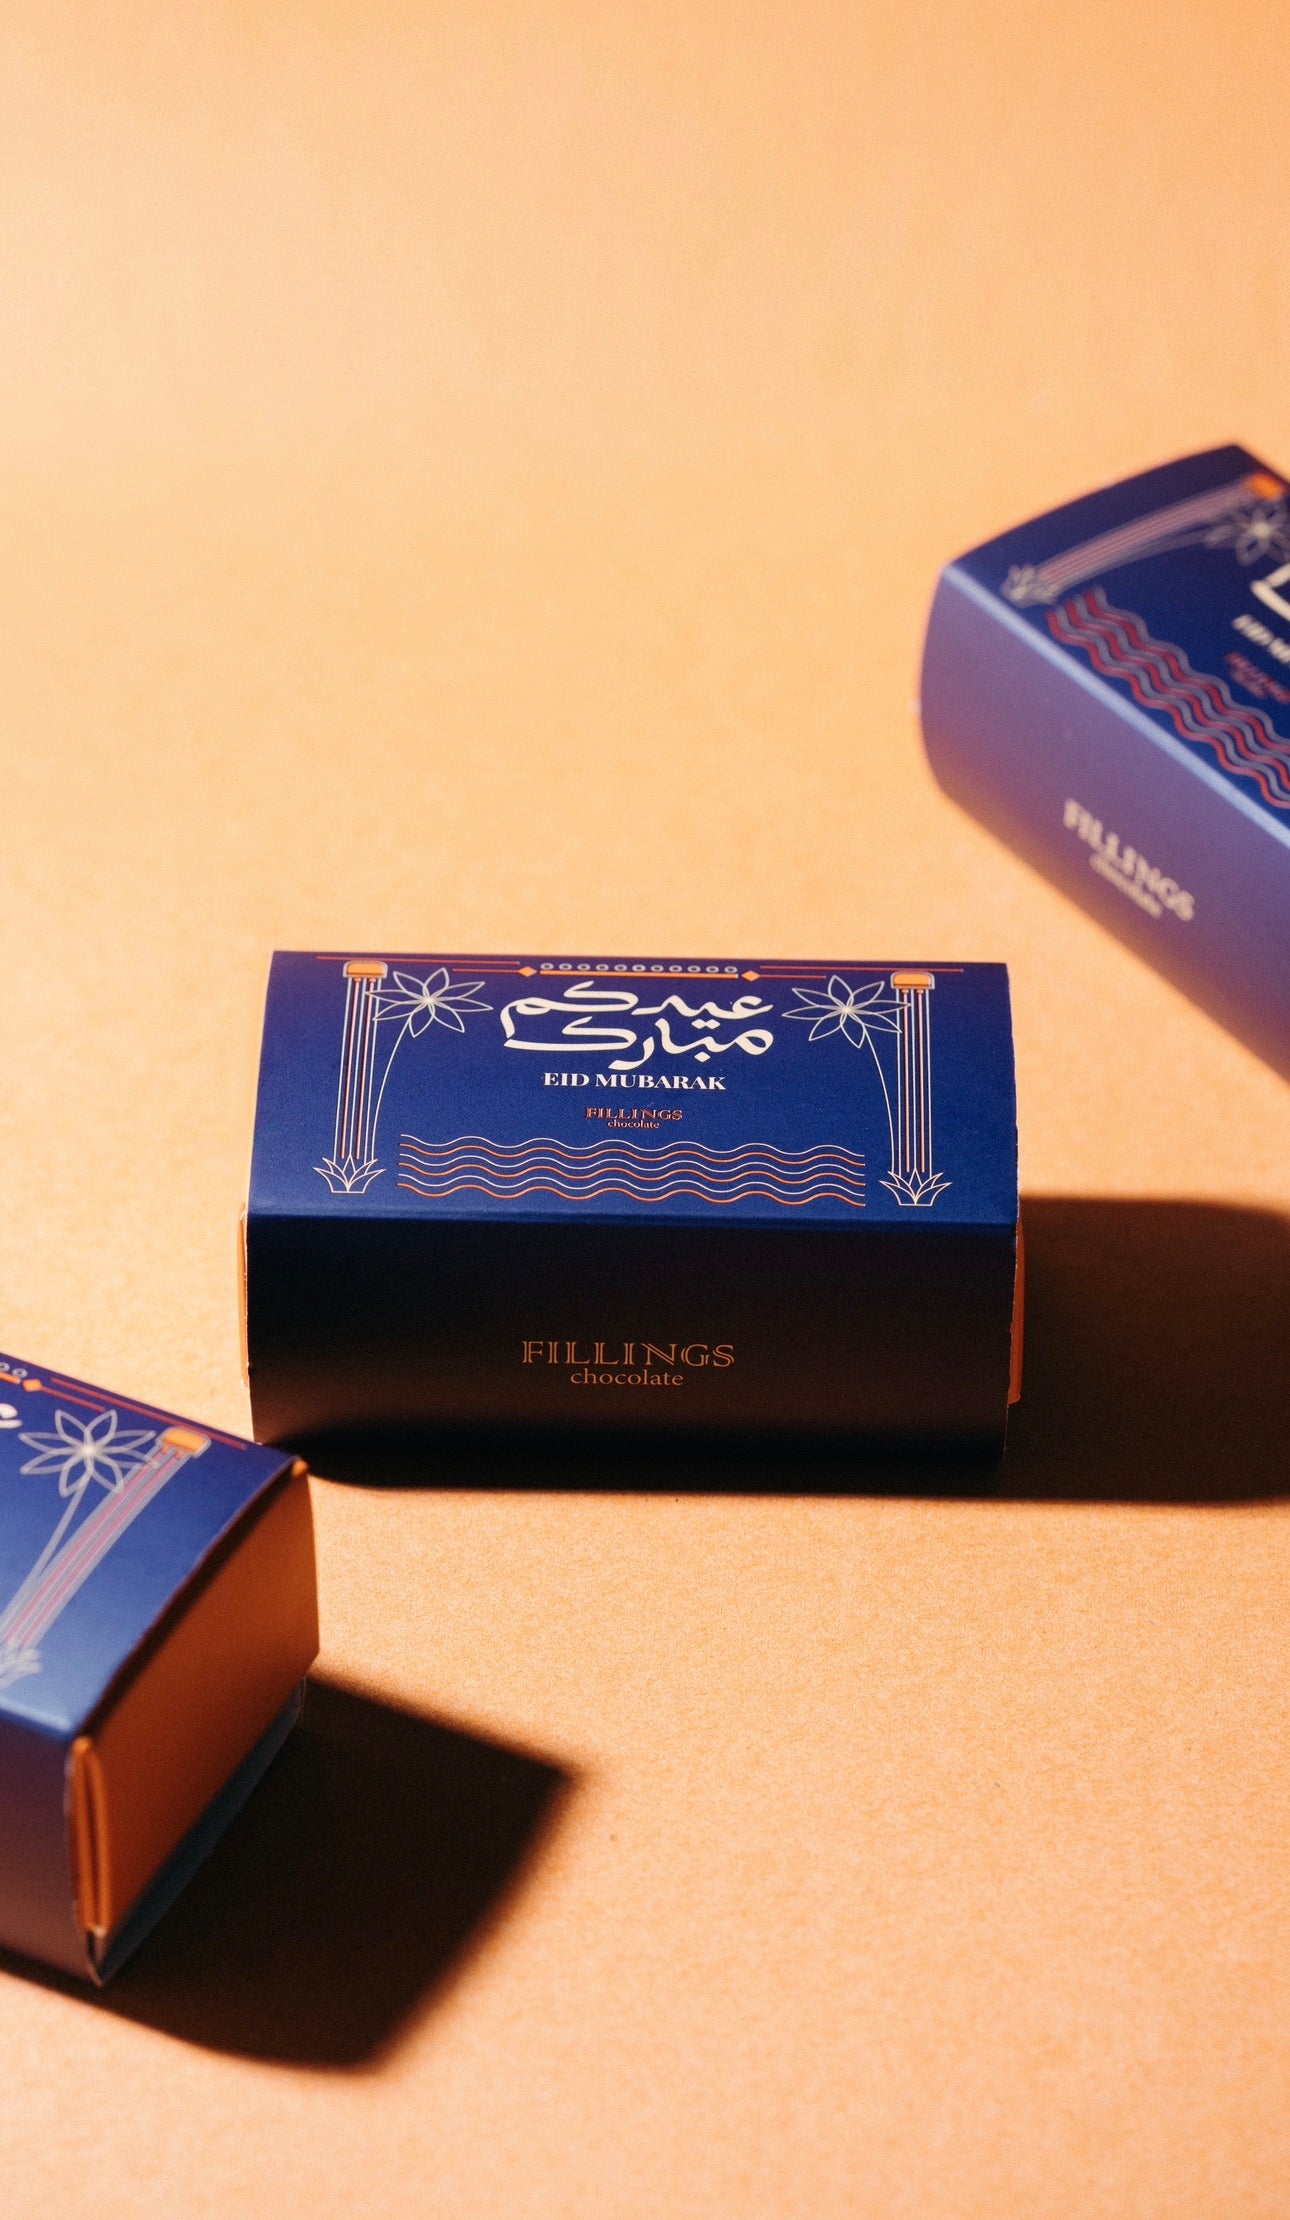 عيدكم
مبارك
EID MUBARAK
FILLINGS
chocolate
FILLINGS
chocolate
FILLINGS
chocolate